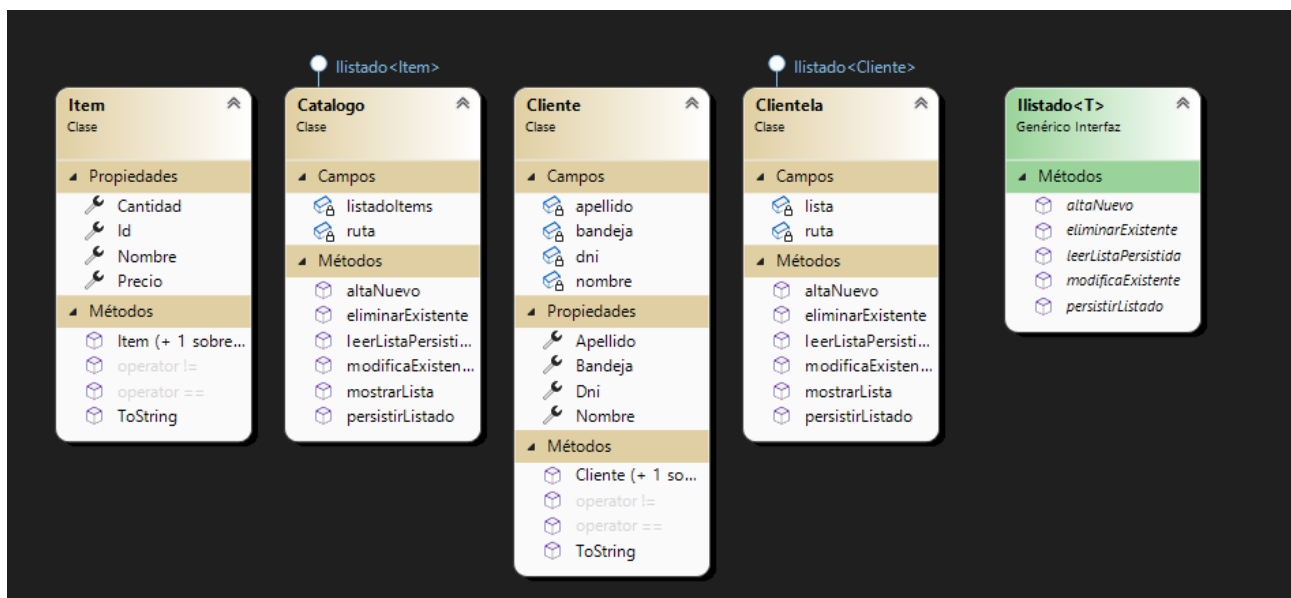 IIistado<Item>
IIistado<Cliente>
Item
Clase
Propiedades
Cantidad
Id
Nombre
Precio
Métodos
Item (+ 1 sobre...
operator !=
operator ==
ToString
Catalogo
Clase
Campos
listadoItems
ruta
Métodos
altaNuevo
eliminarExistente
leerListaPersisti...
modificaExisten...
mostrarLista
persistirListado
Cliente
Clase
Campos
apellido
bandeja
dni
nombre
Propiedades
Apellido
Bandeja
Dni
Nombre
Métodos
Cliente (+ 1 so...
operator !=
operator ==
ToString
Clientela
Clase
Campos
lista
ruta
Métodos
altaNuevo
eliminarExistente
leerListaPersisti...
modificaExisten...
mostrarLista
persistirListado
IIistado<T>
Genérico Interfaz
Métodos
altaNuevo
eliminarExistente
leerListaPersistida
modificaExistente
persistirListado